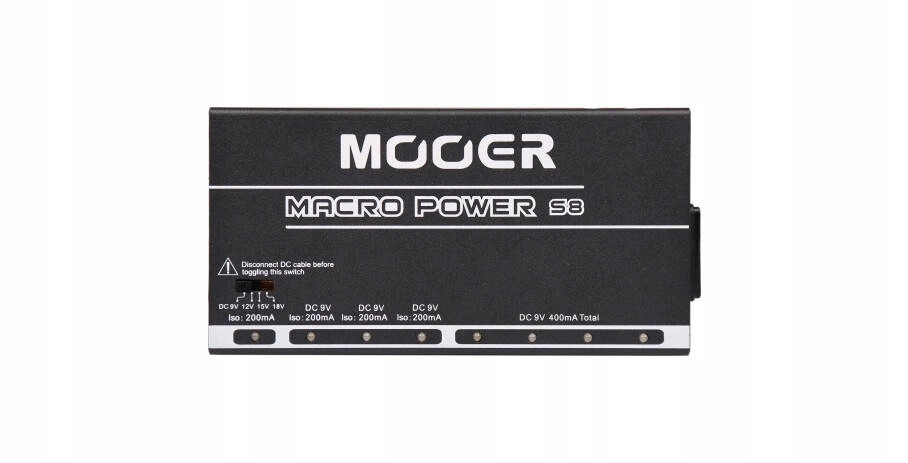 MOOER
MACRO POWER S8
Disconnect DC cable before
toggling this switch
DC 9V 12V 15V 18V
Iso: 200mA
DC 9V
Iso: 200mA
DC 9V
Iso: 200mA
DC 9V
Iso: 200mA
DC 9V 400mA Total